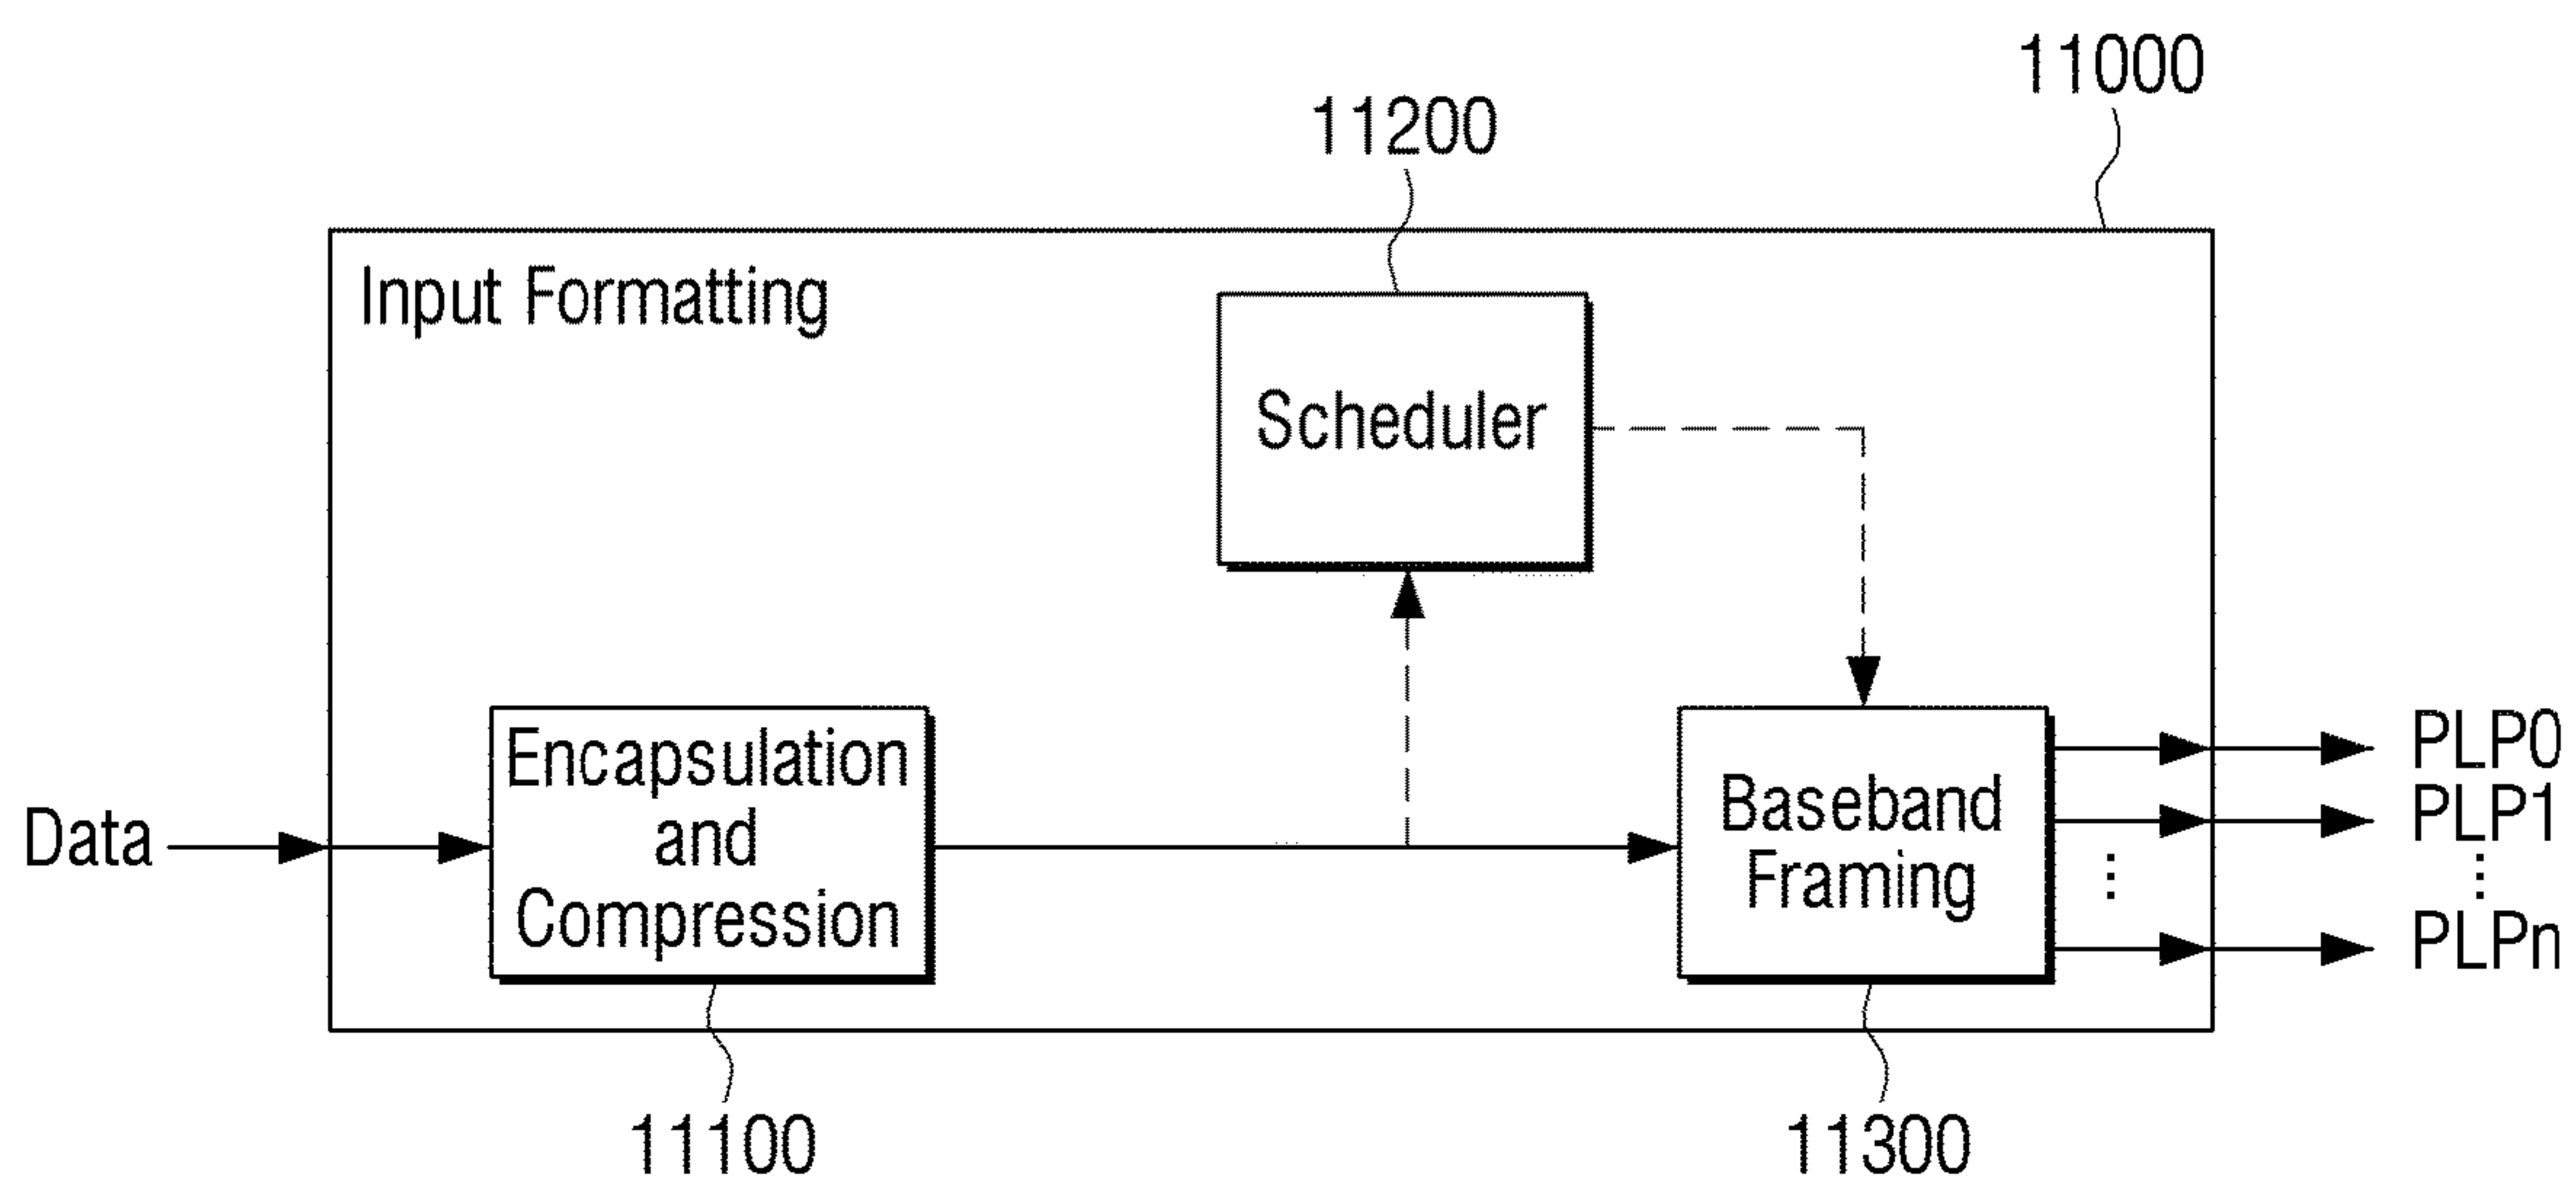 11000
11200
Input Formatting
Scheduler
Encapsulation
and
Compression
Data
Baseband
Framing
PLP0
PLP1
⋮
⋮
PLPn
11100
11300